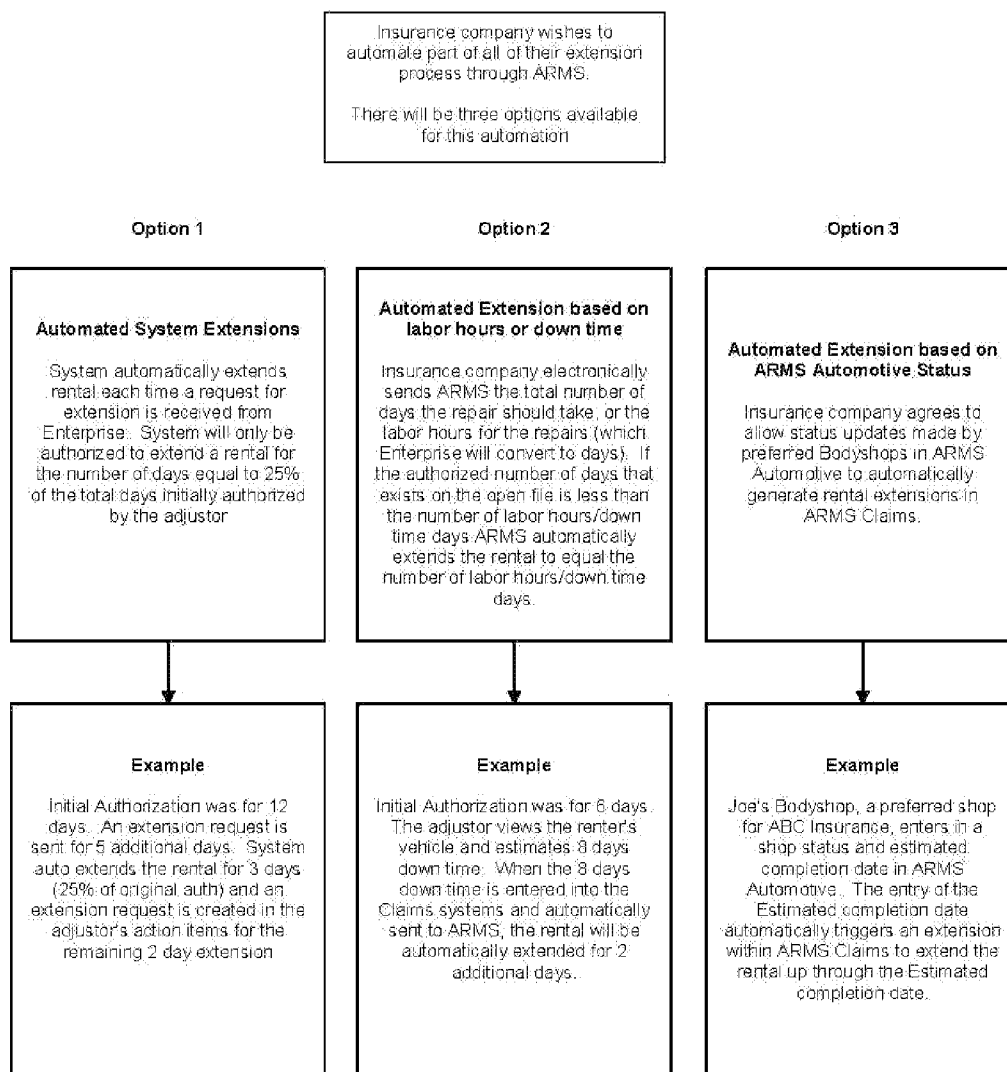 Insurance company wishes to
automate part of all of their extension
process through ARMS.
There will be three options available
for this automation
Option 1
Option 2
Option 3
Automated System Extensions
System automatically extends
rental each time a request for
extension is received from
Enterprise. System will only be
authorized to extend a rental for
the number of days equal to 25%
of the total days initially authorized
by the adjustor
Automated Extension based on
labor hours or down time
Insurance company electronically
sends ARMS the total number of
days the repair should take, or the
labor hours for the repairs (which
Enterprise will convert to days). If
the authorized number of days that
exists on the open file is less than
the number of labor hours/down
time days ARMS automatically
extends the rental to equal the
number of labor hours/down time
days.
Automated Extension based on
ARMS Automotive Status
Insurance company agrees to
allow status updates made by
preferred Bodyshops in ARMS
Automotive to automatically
generate rental extensions in
ARMS Claims.
Example
Initial Authorization was for 12
days. An extension request is
sent for 5 additional days. System
auto extends the rental for 3 days
(25% of original auth) and an
extension request is created in the
adjustor's action items for the
remaining 2 day extension
Example
Initial Authorization was for 6 days.
The adjustor views the renter's
vehicle and estimates 8 days
down time. When the 8 days
down time is entered into the
Claims systems and automatically
sent to ARMS, the rental will be
automatically extended for 2
additional days.
Example
Joe's Bodyshop, a preferred shop
for ABC Insurance, enters in a
shop status and estimated
completion date in ARMS
Automotive. The entry of the
Estimated completion date
automatically triggers an extension
within ARMS Claims to extend the
rental up through the Estimated
completion date.